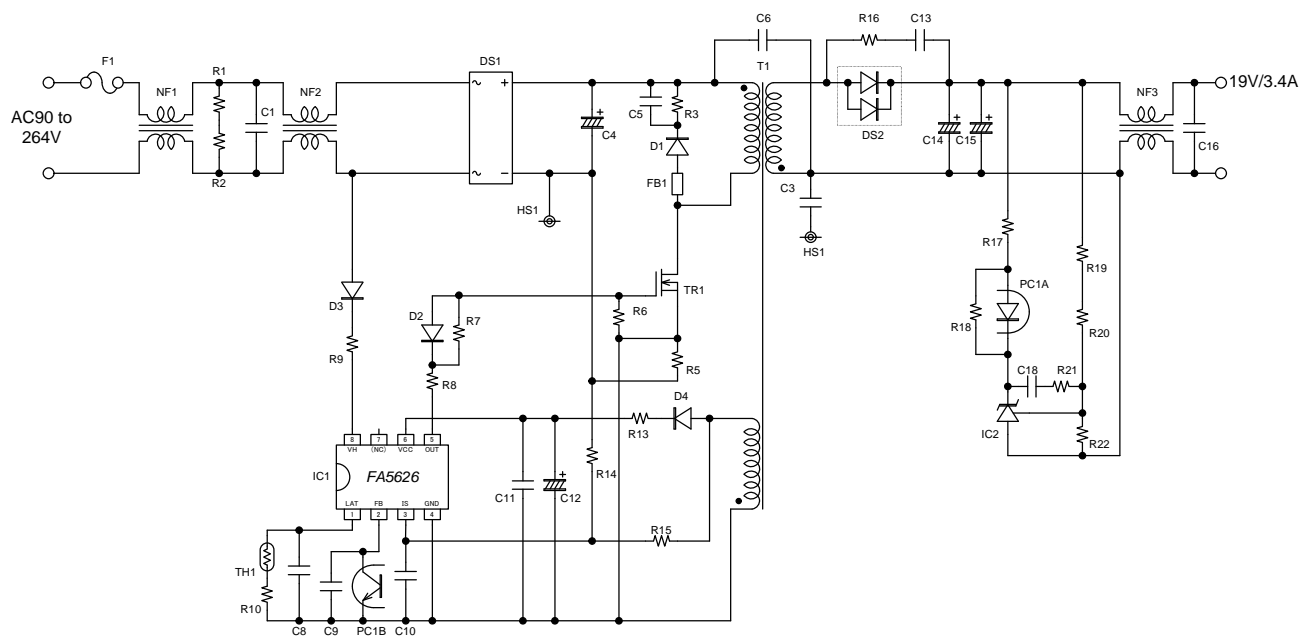 C6
R16
C13
F1
T1
DS1
NF1
R1
C1
NF2
R2
AC90 to
264V
~
+
~
−
C5
R3
C4
D1
FB1
DS2
+
C14
+
C15
NF3
C16
19V/3.4A
HS1
C3
HS1
TR1
R17
R19
PC1A
R18
R20
C18
R21
IC2
R22
D3
R9
D2
R7
R8
R6
R5
D4
R13
R14
8
7
6
5
VH
(NC)
VCC
OUT
IC1
FA5626
LAT
FB
IS
GND
1
2
3
4
C11
+
C12
R15
TH1
R10
C8
C9
PC1B
C10